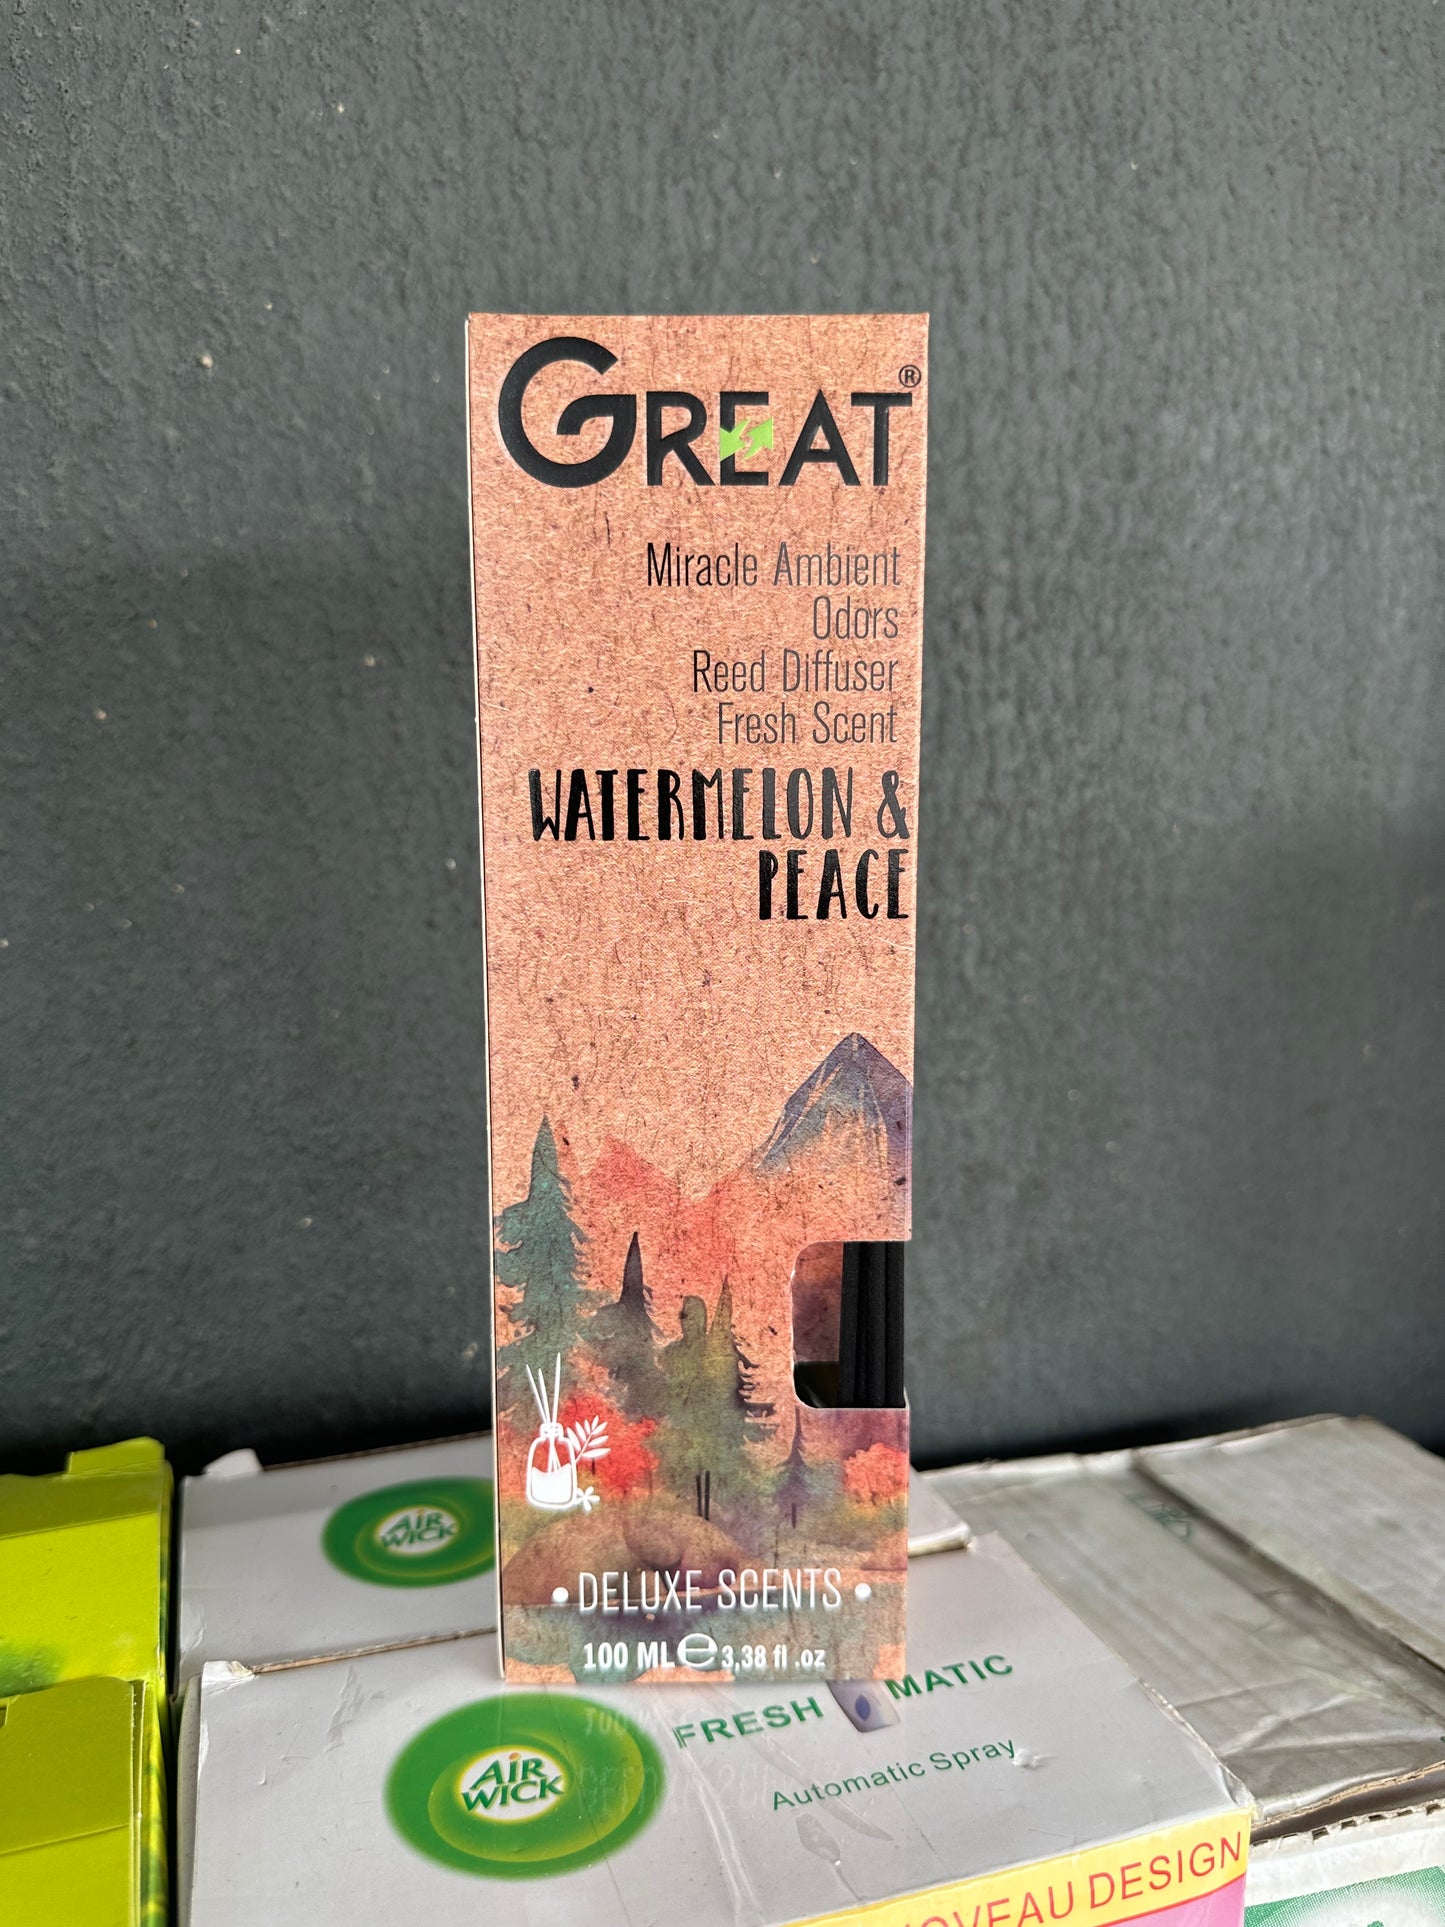 GREAT®
Miracle Ambient
Odors
Reed Diffuser
Fresh Scent
WATERMELON &
PEACE
• DELUXE SCENTS •
100 ML ℮ 3,38 fl .oz
AIR
WICK
AIR
WICK
FRESH MATIC
Automatic Spray
NOUVEAU DESIGN